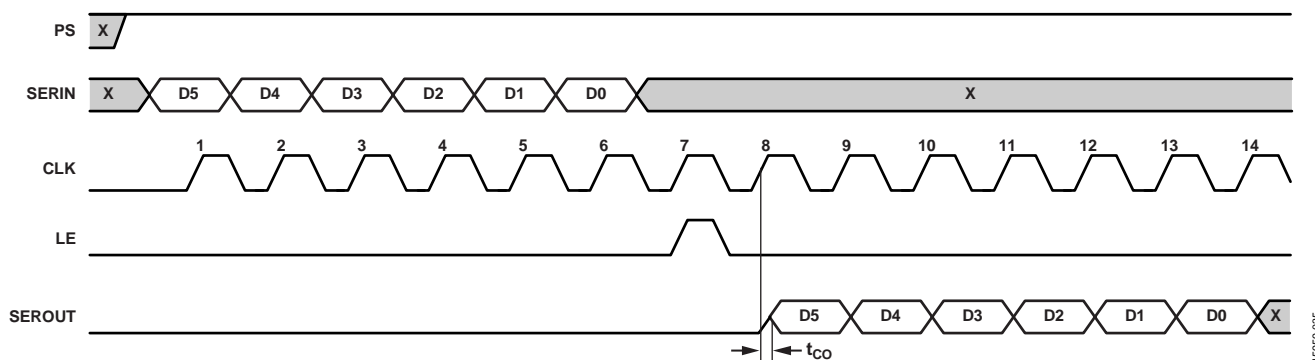 PS X
SERIN X D5 D4 D3 D2 D1 D0 X
1 2 3 4 5 6 7 8 9 10 11 12 13 14
CLK
LE
SEROUT D5 D4 D3 D2 D1 D0 X
tCO